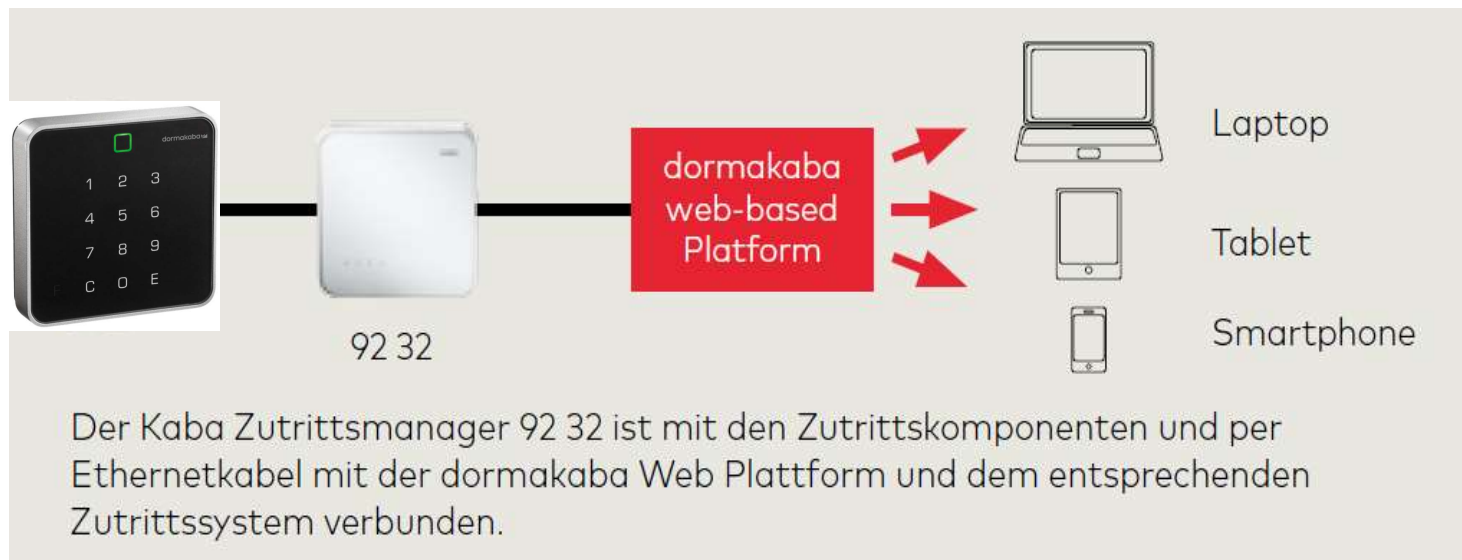 dormakaba
1 2 3
4 5 6
7 8 9
F C 0 E
92 32
dormakaba
web-based
Platform
Laptop
Tablet
Smartphone
Der Kaba Zutrittsmanager 92 32 ist mit den Zutrittskomponenten und per
Ethernetkabel mit der dormakaba Web Plattform und dem entsprechenden
Zutrittssystem verbunden.